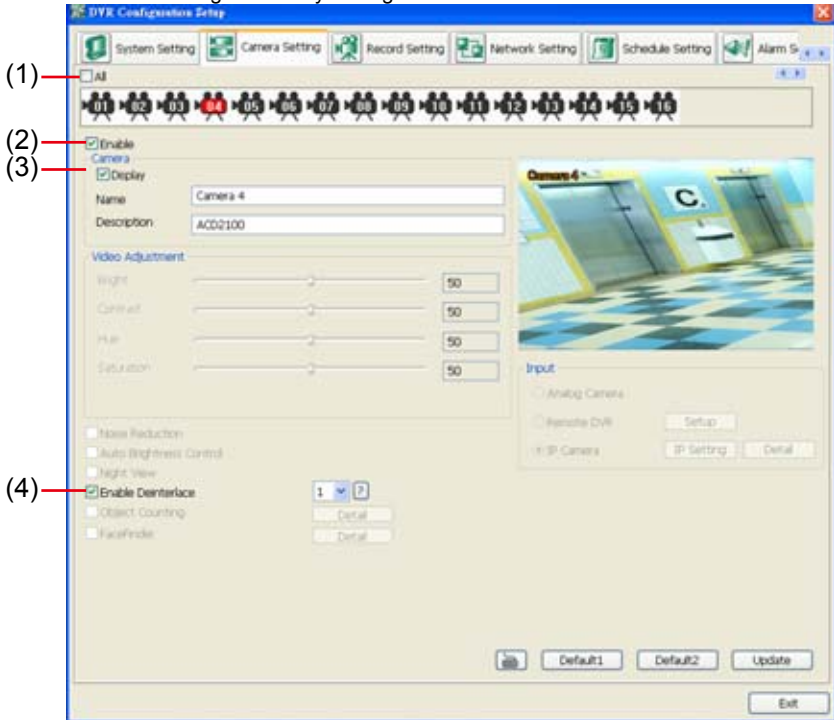 DVR Configuration Setup
System Setting Camera Setting Record Setting Network Setting Schedule Setting Alarm S
(1) All
01 02 03 04 05 06 07 08 09 10 11 12 13 14 15 16
(2) Enable
Camera
(3) Display
Name Camera 4
Description ACD2100
Camera 4
C.
Video Adjustment
Bright 50
Contrast 50
Hue 50
Saturation 50
Input
Analog Camera
Remote DVR Setup
IP Camera IP Setting Detail
Noise Reduction
Auto Brightness Control
Night View
(4) Enable Deinterlace 1 ?
Object Counting Detail
FaceFinder Detail
Default1 Default2 Update
Exit